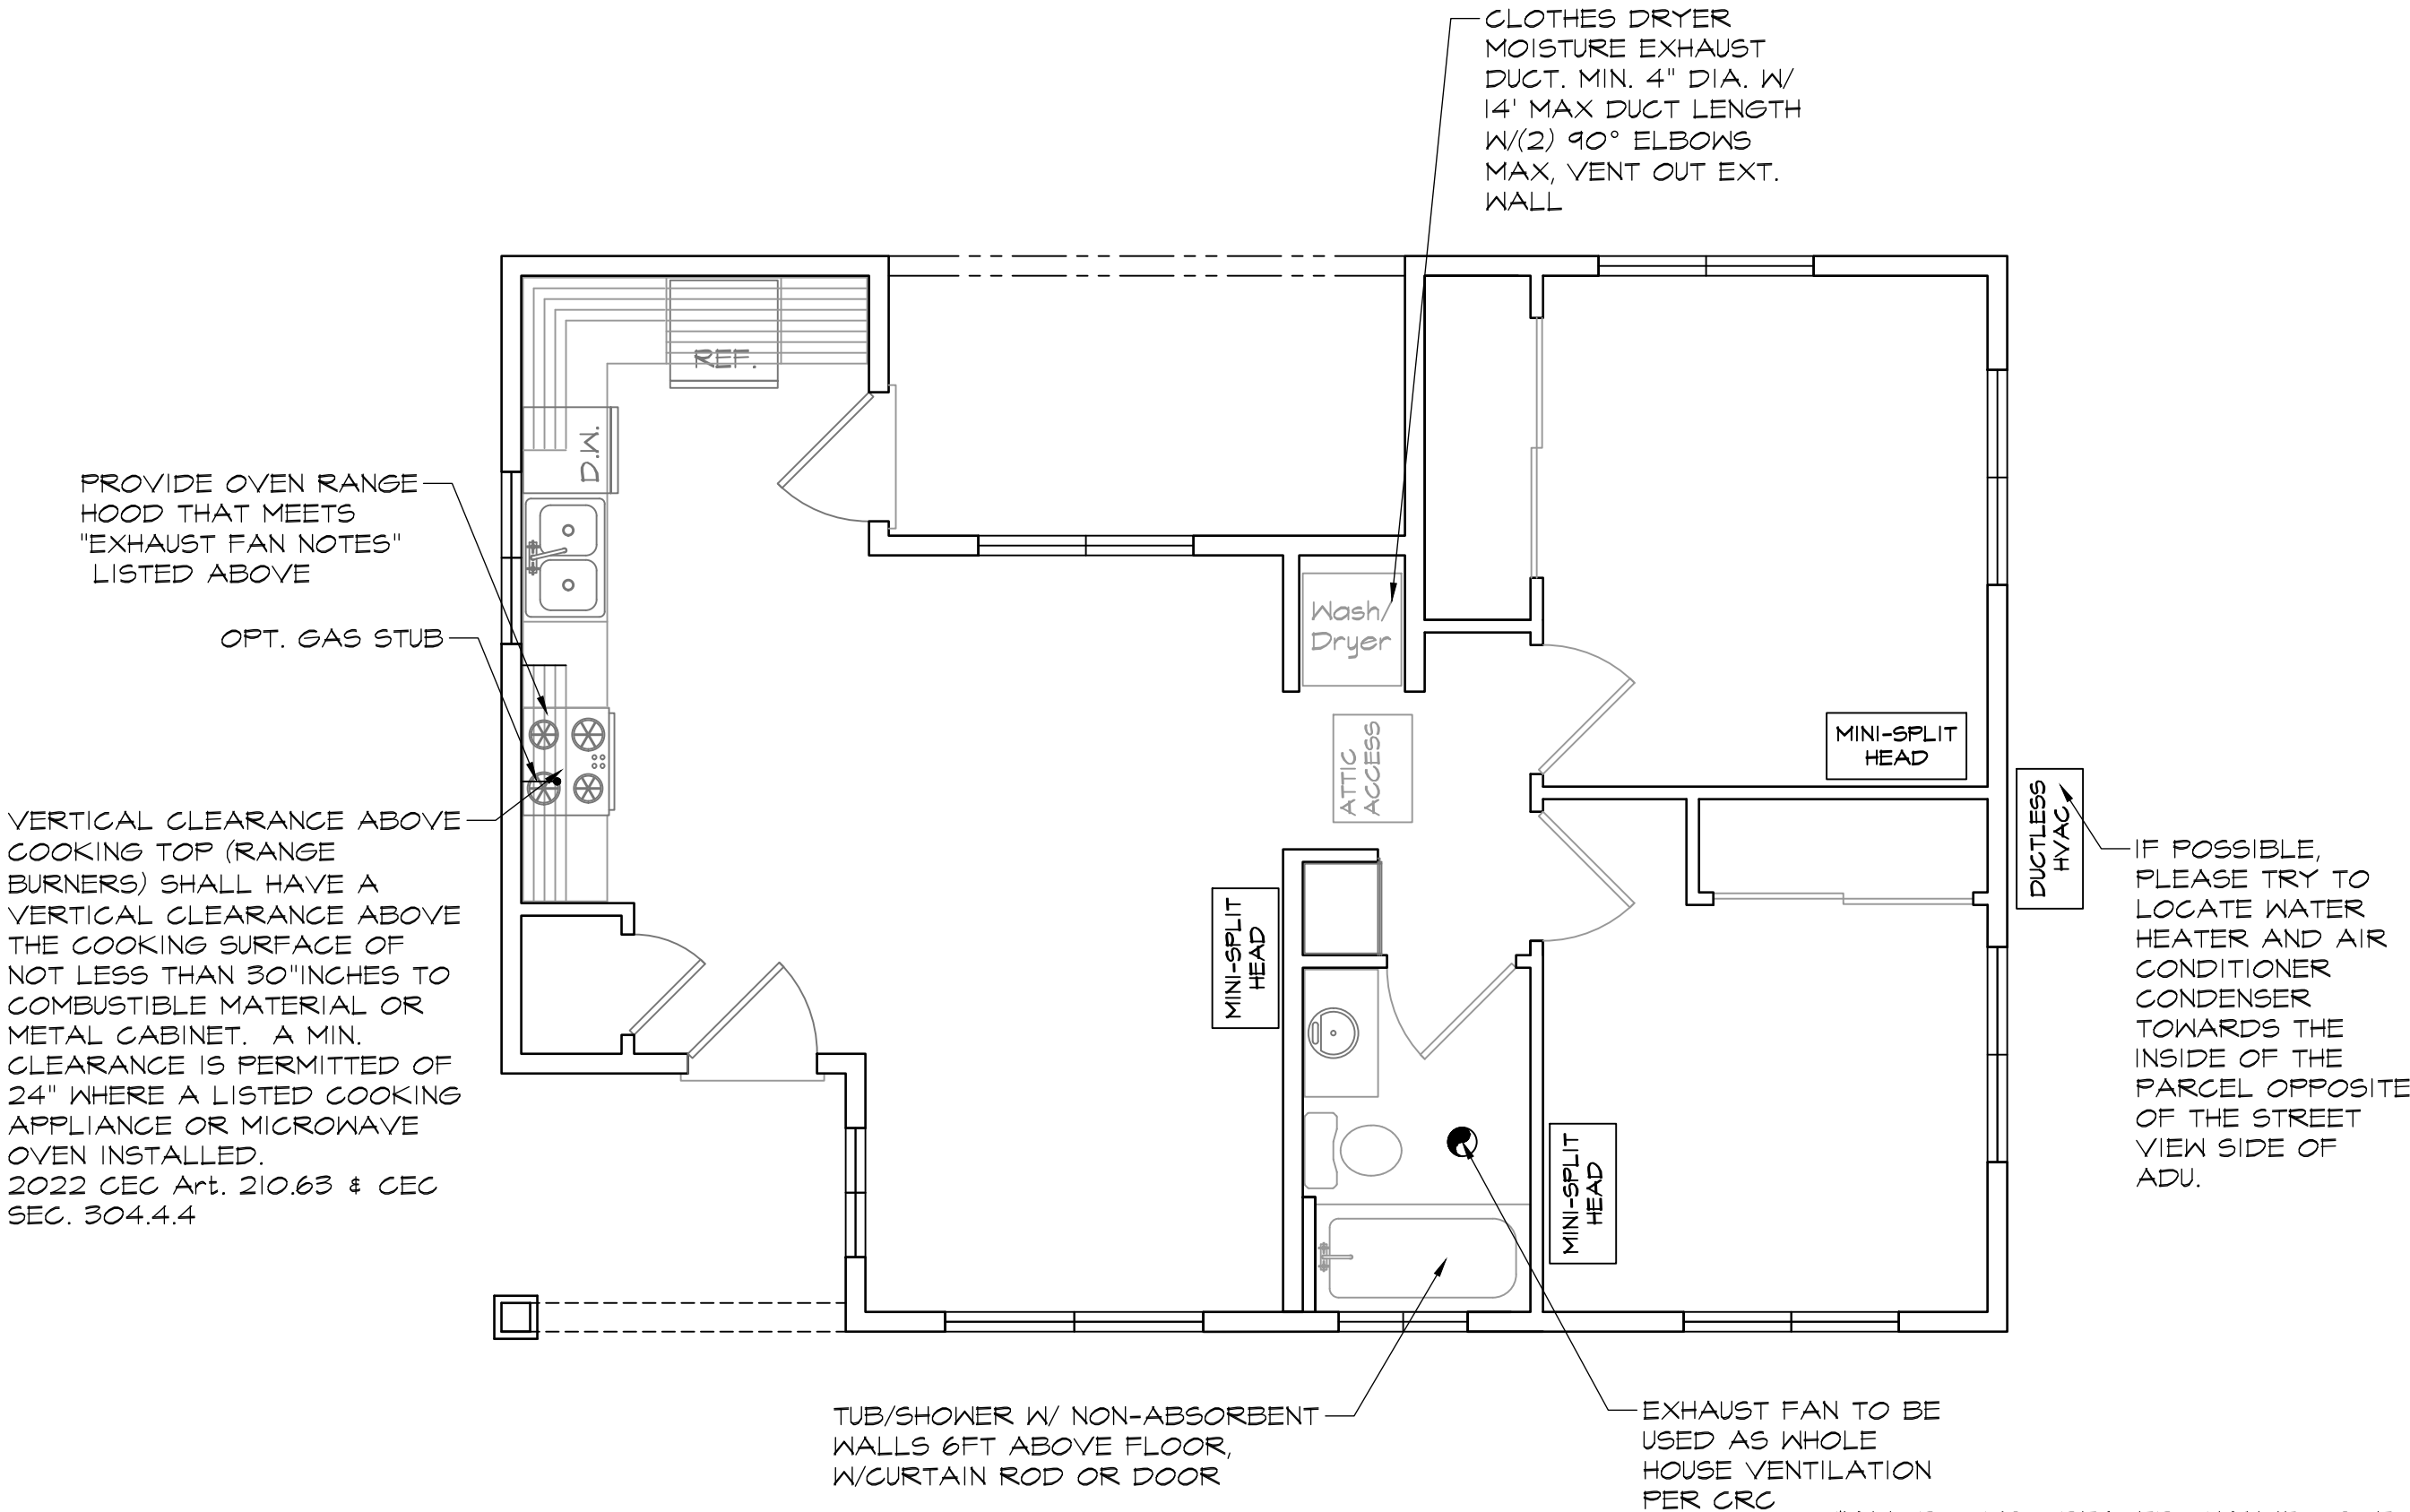 CLOTHES DRYER
MOISTURE EXHAUST
DUCT. MIN. 4" DIA. W/
14' MAX DUCT LENGTH
W/(2) 90° ELBOWS
MAX, VENT OUT EXT.
WALL
REF.
D.W.
PROVIDE OVEN RANGE
HOOD THAT MEETS
"EXHAUST FAN NOTES"
LISTED ABOVE
OPT. GAS STUB
Wash/
Dryer
ATTIC
ACCESS
MINI-SPLIT
HEAD
DUCTLESS
HVAC
VERTICAL CLEARANCE ABOVE
COOKING TOP (RANGE
BURNERS) SHALL HAVE A
VERTICAL CLEARANCE ABOVE
THE COOKING SURFACE OF
NOT LESS THAN 30"INCHES TO
COMBUSTIBLE MATERIAL OR
METAL CABINET. A MIN.
CLEARANCE IS PERMITTED OF
24" WHERE A LISTED COOKING
APPLIANCE OR MICROWAVE
OVEN INSTALLED.
2022 CEC Art. 210.63 & CEC
SEC. 304.4.4
MINI-SPLIT
HEAD
IF POSSIBLE,
PLEASE TRY TO
LOCATE WATER
HEATER AND AIR
CONDITIONER
CONDENSER
TOWARDS THE
INSIDE OF THE
PARCEL OPPOSITE
OF THE STREET
VIEW SIDE OF
ADU.
MINI-SPLIT
HEAD
TUB/SHOWER W/ NON-ABSORBENT
WALLS 6FT ABOVE FLOOR,
W/CURTAIN ROD OR DOOR
EXHAUST FAN TO BE
USED AS WHOLE
HOUSE VENTILATION
PER CRC